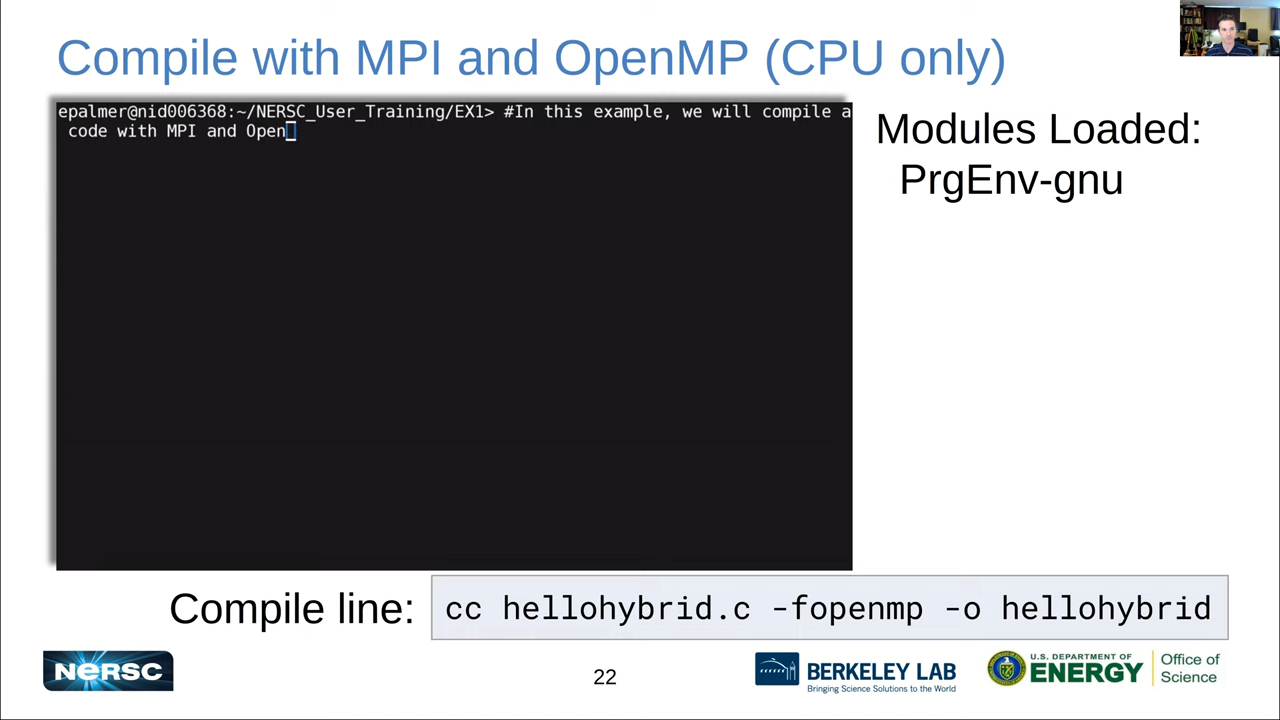 Compile with MPI and OpenMP (CPU only)
epalmer@nid006368:~/NERSC_User_Training/EX1> #In this example, we will compile a
code with MPI and Open
Modules Loaded:
PrgEnv-gnu
Compile line:
cc hellohybrid.c -fopenmp -o hellohybrid
NERSC
22
BERKELEY LAB
Bringing Science Solutions to the World
U.S. DEPARTMENT OF
ENERGY
Office of
Science